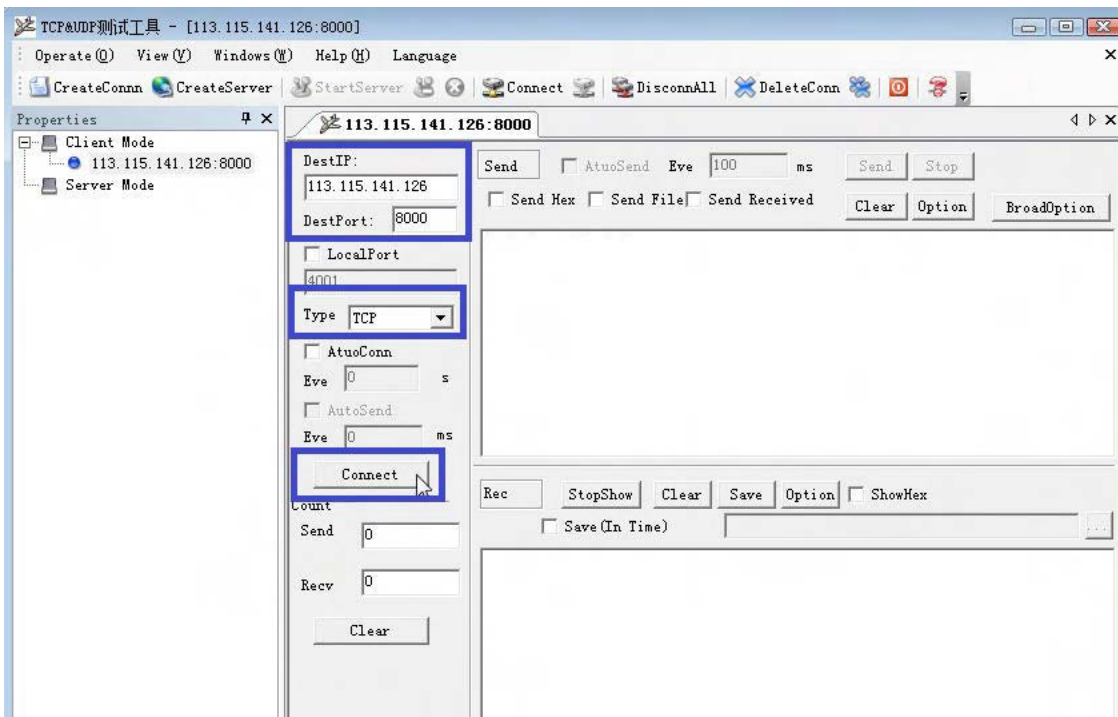 TCP&UDP测试工具 - [113.115.141.126:8000]
Operate(O) View(V) Windows(W) Help(H) Language
CreateConnn CreateServer StartServer Connect DisconnAll DeleteConn
Properties
Client Mode
113.115.141.126:8000
Server Mode
113.115.141.126:8000
DestIP:
113.115.141.126
DestPort: 8000
LocalPort
4001
Type TCP
AtuoConn
Eve 0 s
AutoSend
Eve 0 ms
Connect
Count
Send 0
Recv 0
Clear
Send AtuoSend Eve 100 ms Send Stop
Send Hex Send File Send Received Clear Option BroadOption
Rec StopShow Clear Save Option ShowHex
Save(In Time) ...